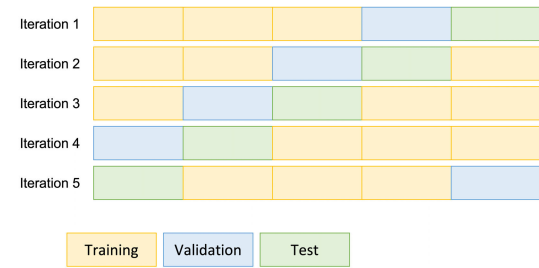 Iteration 1
Iteration 2
Iteration 3
Iteration 4
Iteration 5
Training Validation Test